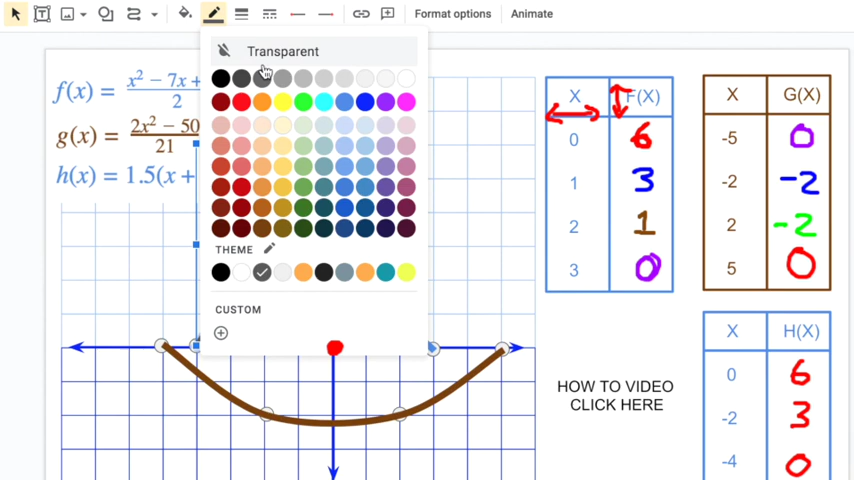 Format options Animate
Transparent
f(x) = x² − 7x+
2
g(x) = 2x² − 50
21
h(x) = 1.5(x +
THEME
CUSTOM
X F(X)
0 6
1 3
2 1
3 0
X G(X)
-5 0
-2 -2
2 -2
5 0
HOW TO VIDEO
CLICK HERE
X H(X)
0 6
-2 3
-4 0